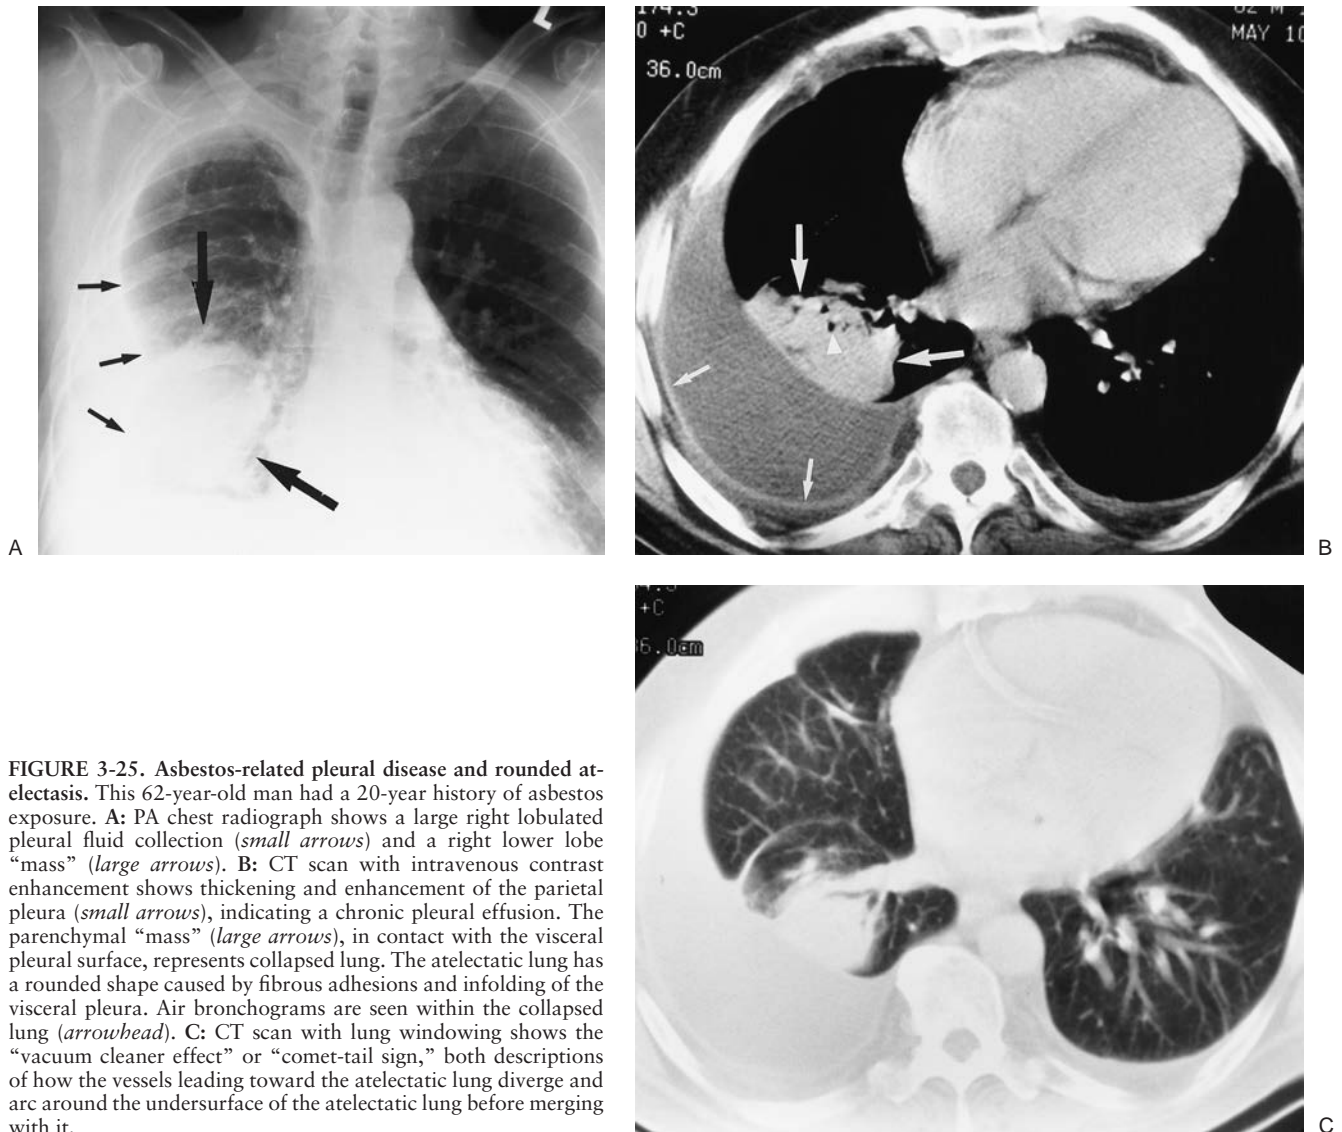 L
0 +C
36.0cm
MAY 10
A
B
+C
36.0cm
FIGURE 3-25. Asbestos-related pleural disease and rounded at-
electasis. This 62-year-old man had a 20-year history of asbestos
exposure. A: PA chest radiograph shows a large right lobulated
pleural fluid collection (small arrows) and a right lower lobe
“mass” (large arrows). B: CT scan with intravenous contrast
enhancement shows thickening and enhancement of the parietal
pleura (small arrows), indicating a chronic pleural effusion. The
parenchymal “mass” (large arrows), in contact with the visceral
pleural surface, represents collapsed lung. The atelectatic lung has
a rounded shape caused by fibrous adhesions and infolding of the
visceral pleura. Air bronchograms are seen within the collapsed
lung (arrowhead). C: CT scan with lung windowing shows the
“vacuum cleaner effect” or “comet-tail sign,” both descriptions
of how the vessels leading toward the atelectatic lung diverge and
arc around the undersurface of the atelectatic lung before merging
with it.
C